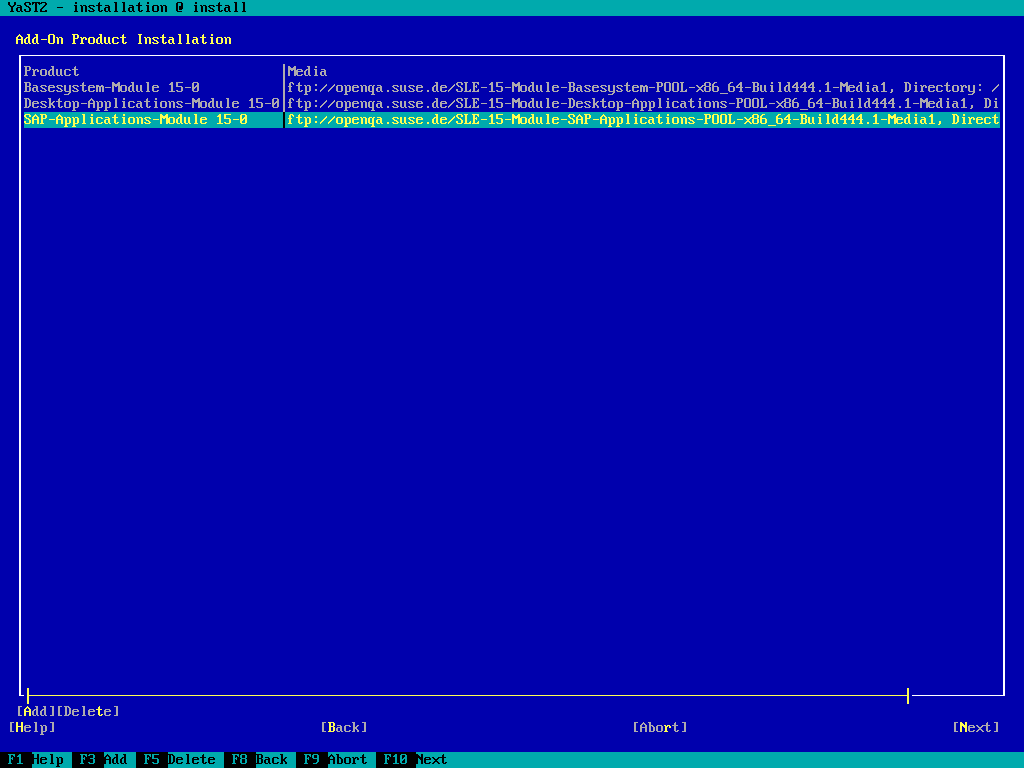 YaST2 - installation @ install
Add-On Product Installation
Product |Media
Basesystem-Module 15-0 |ftp://openqa.suse.de/SLE-15-Module-Basesystem-POOL-x86_64-Build444.1-Media1, Directory: /
Desktop-Applications-Module 15-0|ftp://openqa.suse.de/SLE-15-Module-Desktop-Applications-POOL-x86_64-Build444.1-Media1, Di
SAP-Applications-Module 15-0 |ftp://openqa.suse.de/SLE-15-Module-SAP-Applications-POOL-x86_64-Build444.1-Media1, Direct
[Add][Delete]
[Help] [Back] [Abort] [Next]
F1 Help F3 Add F5 Delete F8 Back F9 Abort F10 Next